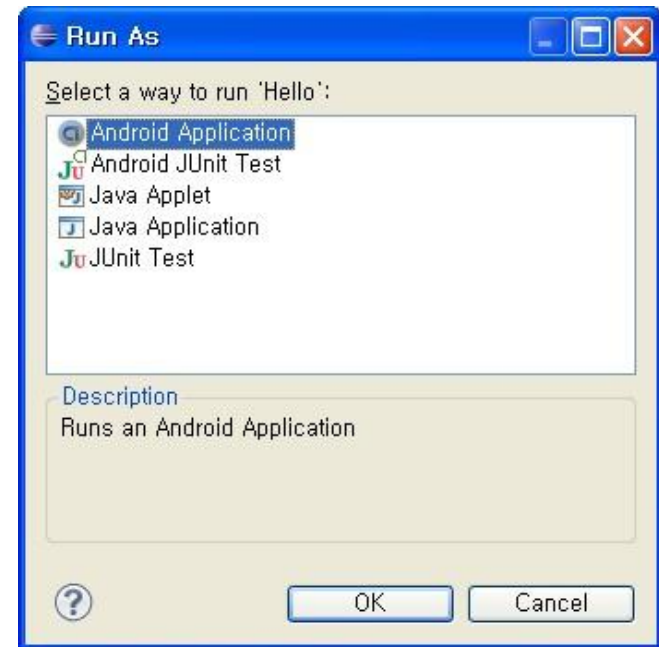 Run As
Select a way to run 'Hello':
Android Application
Android JUnit Test
Java Applet
Java Application
JUnit Test
Description
Runs an Android Application
OK
Cancel